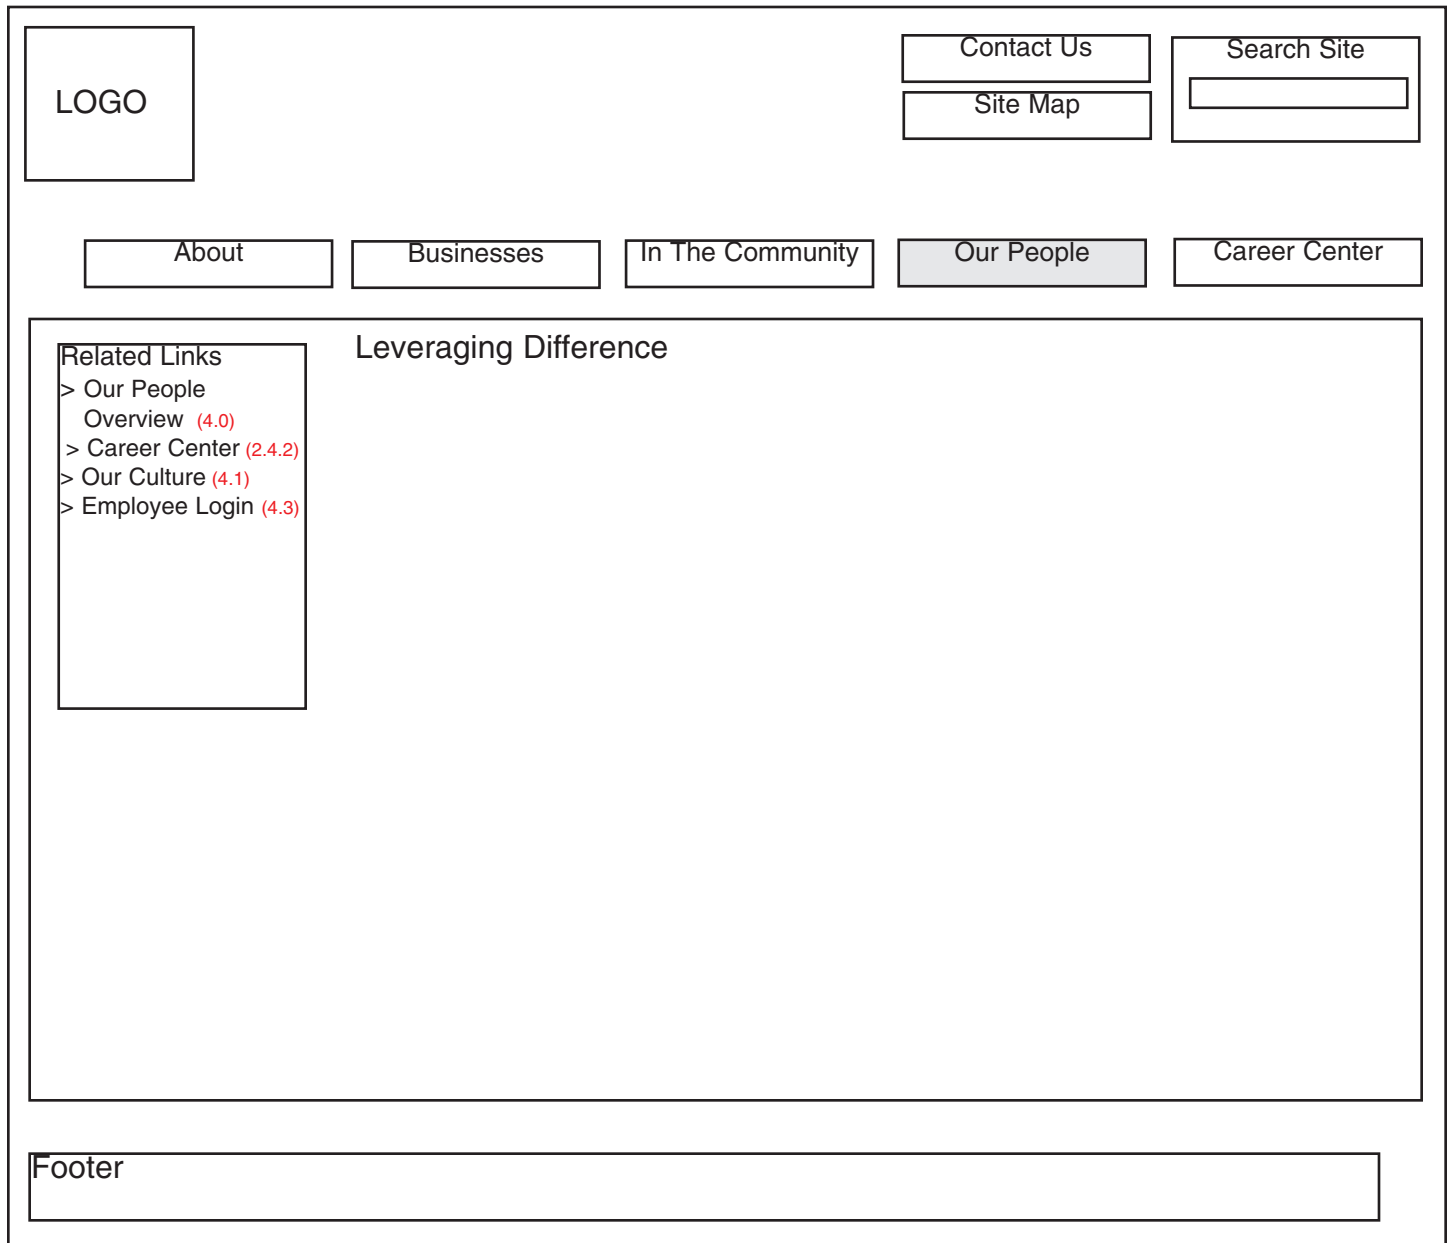 LOGO
Contact Us
Site Map
Search Site
About
Businesses
In The Community
Our People
Career Center
Related Links
> Our People
Overview (4.0)
> Career Center (2.4.2)
> Our Culture (4.1)
> Employee Login (4.3)
Leveraging Difference
Footer